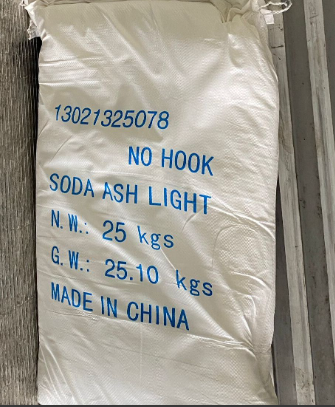 13021325078
NO HOOK
SODA ASH LIGHT
N.W.: 25 kgs
G.W.: 25.10 kgs
MADE IN CHINA